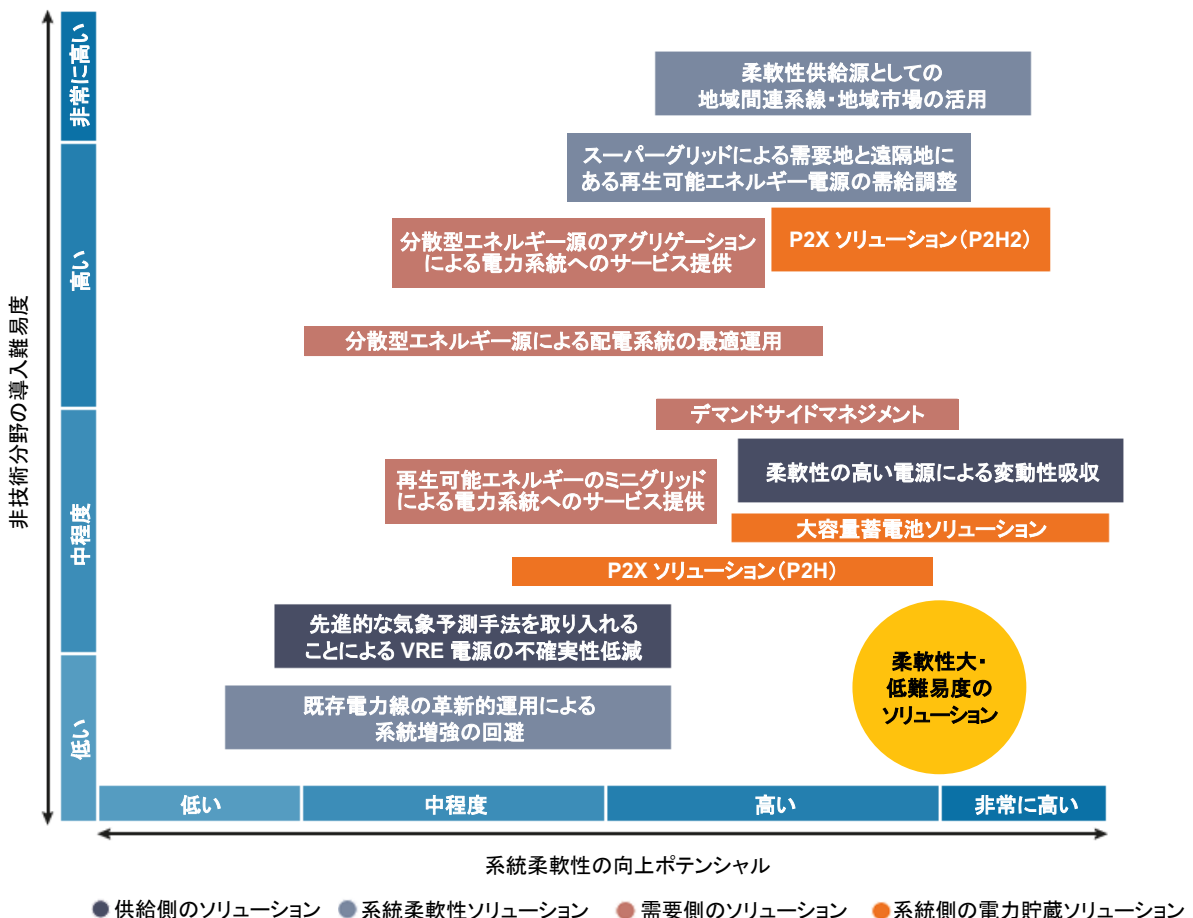 非技術分野の導入難易度
非常に高い
高い
中程度
低い
柔軟性供給源としての
地域間連系線・地域市場の活用
スーパーグリッドによる需要地と遠隔地に
ある再生可能エネルギー電源の需給調整
分散型エネルギー源のアグリゲーション
による電力系統へのサービス提供
P2X ソリューション(P2H2)
分散型エネルギー源による配電系統の最適運用
デマンドサイドマネジメント
柔軟性の高い電源による変動性吸収
再生可能エネルギーのミニグリッド
による電力系統へのサービス提供
大容量蓄電池ソリューション
P2X ソリューション(P2H)
先進的な気象予測手法を取り入れる
ことによる VRE 電源の不確実性低減
柔軟性大・
低難易度の
ソリューション
既存電力線の革新的運用による
系統増強の回避
低い
中程度
高い
非常に高い
系統柔軟性の向上ポテンシャル
供給側のソリューション
系統柔軟性ソリューション
需要側のソリューション
系統側の電力貯蔵ソリューション